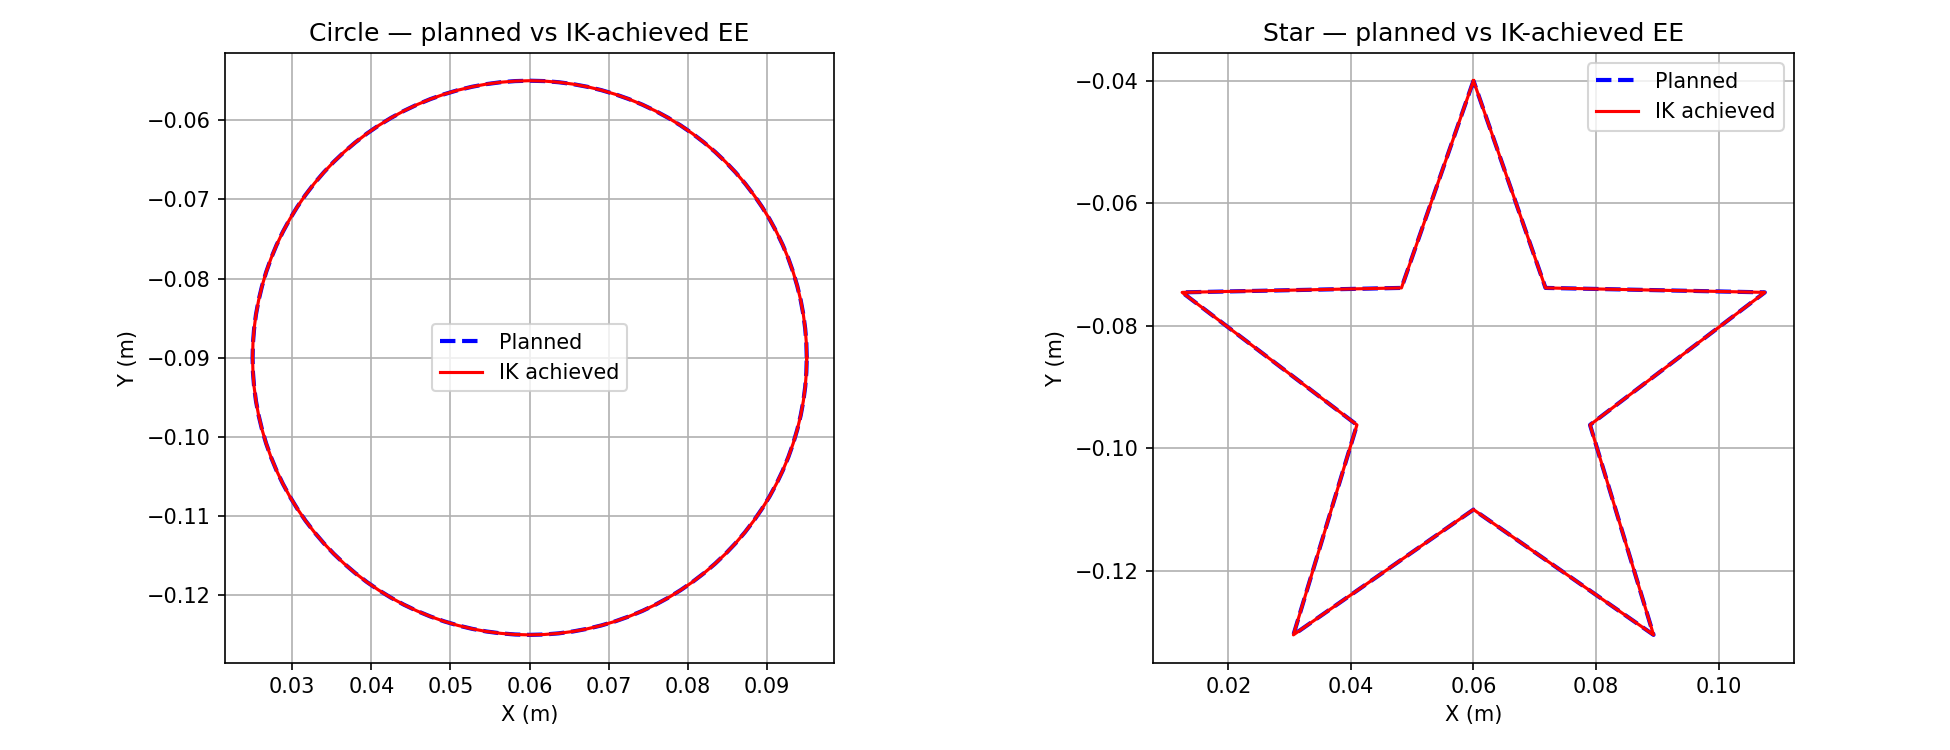 Circle — planned vs IK-achieved EE
Y (m)
−0.06
−0.07
−0.08
−0.09
−0.10
−0.11
−0.12
Planned
IK achieved
0.03 0.04 0.05 0.06 0.07 0.08 0.09
X (m)
Star — planned vs IK-achieved EE
Y (m)
−0.04
−0.06
−0.08
−0.10
−0.12
Planned
IK achieved
0.02 0.04 0.06 0.08 0.10
X (m)